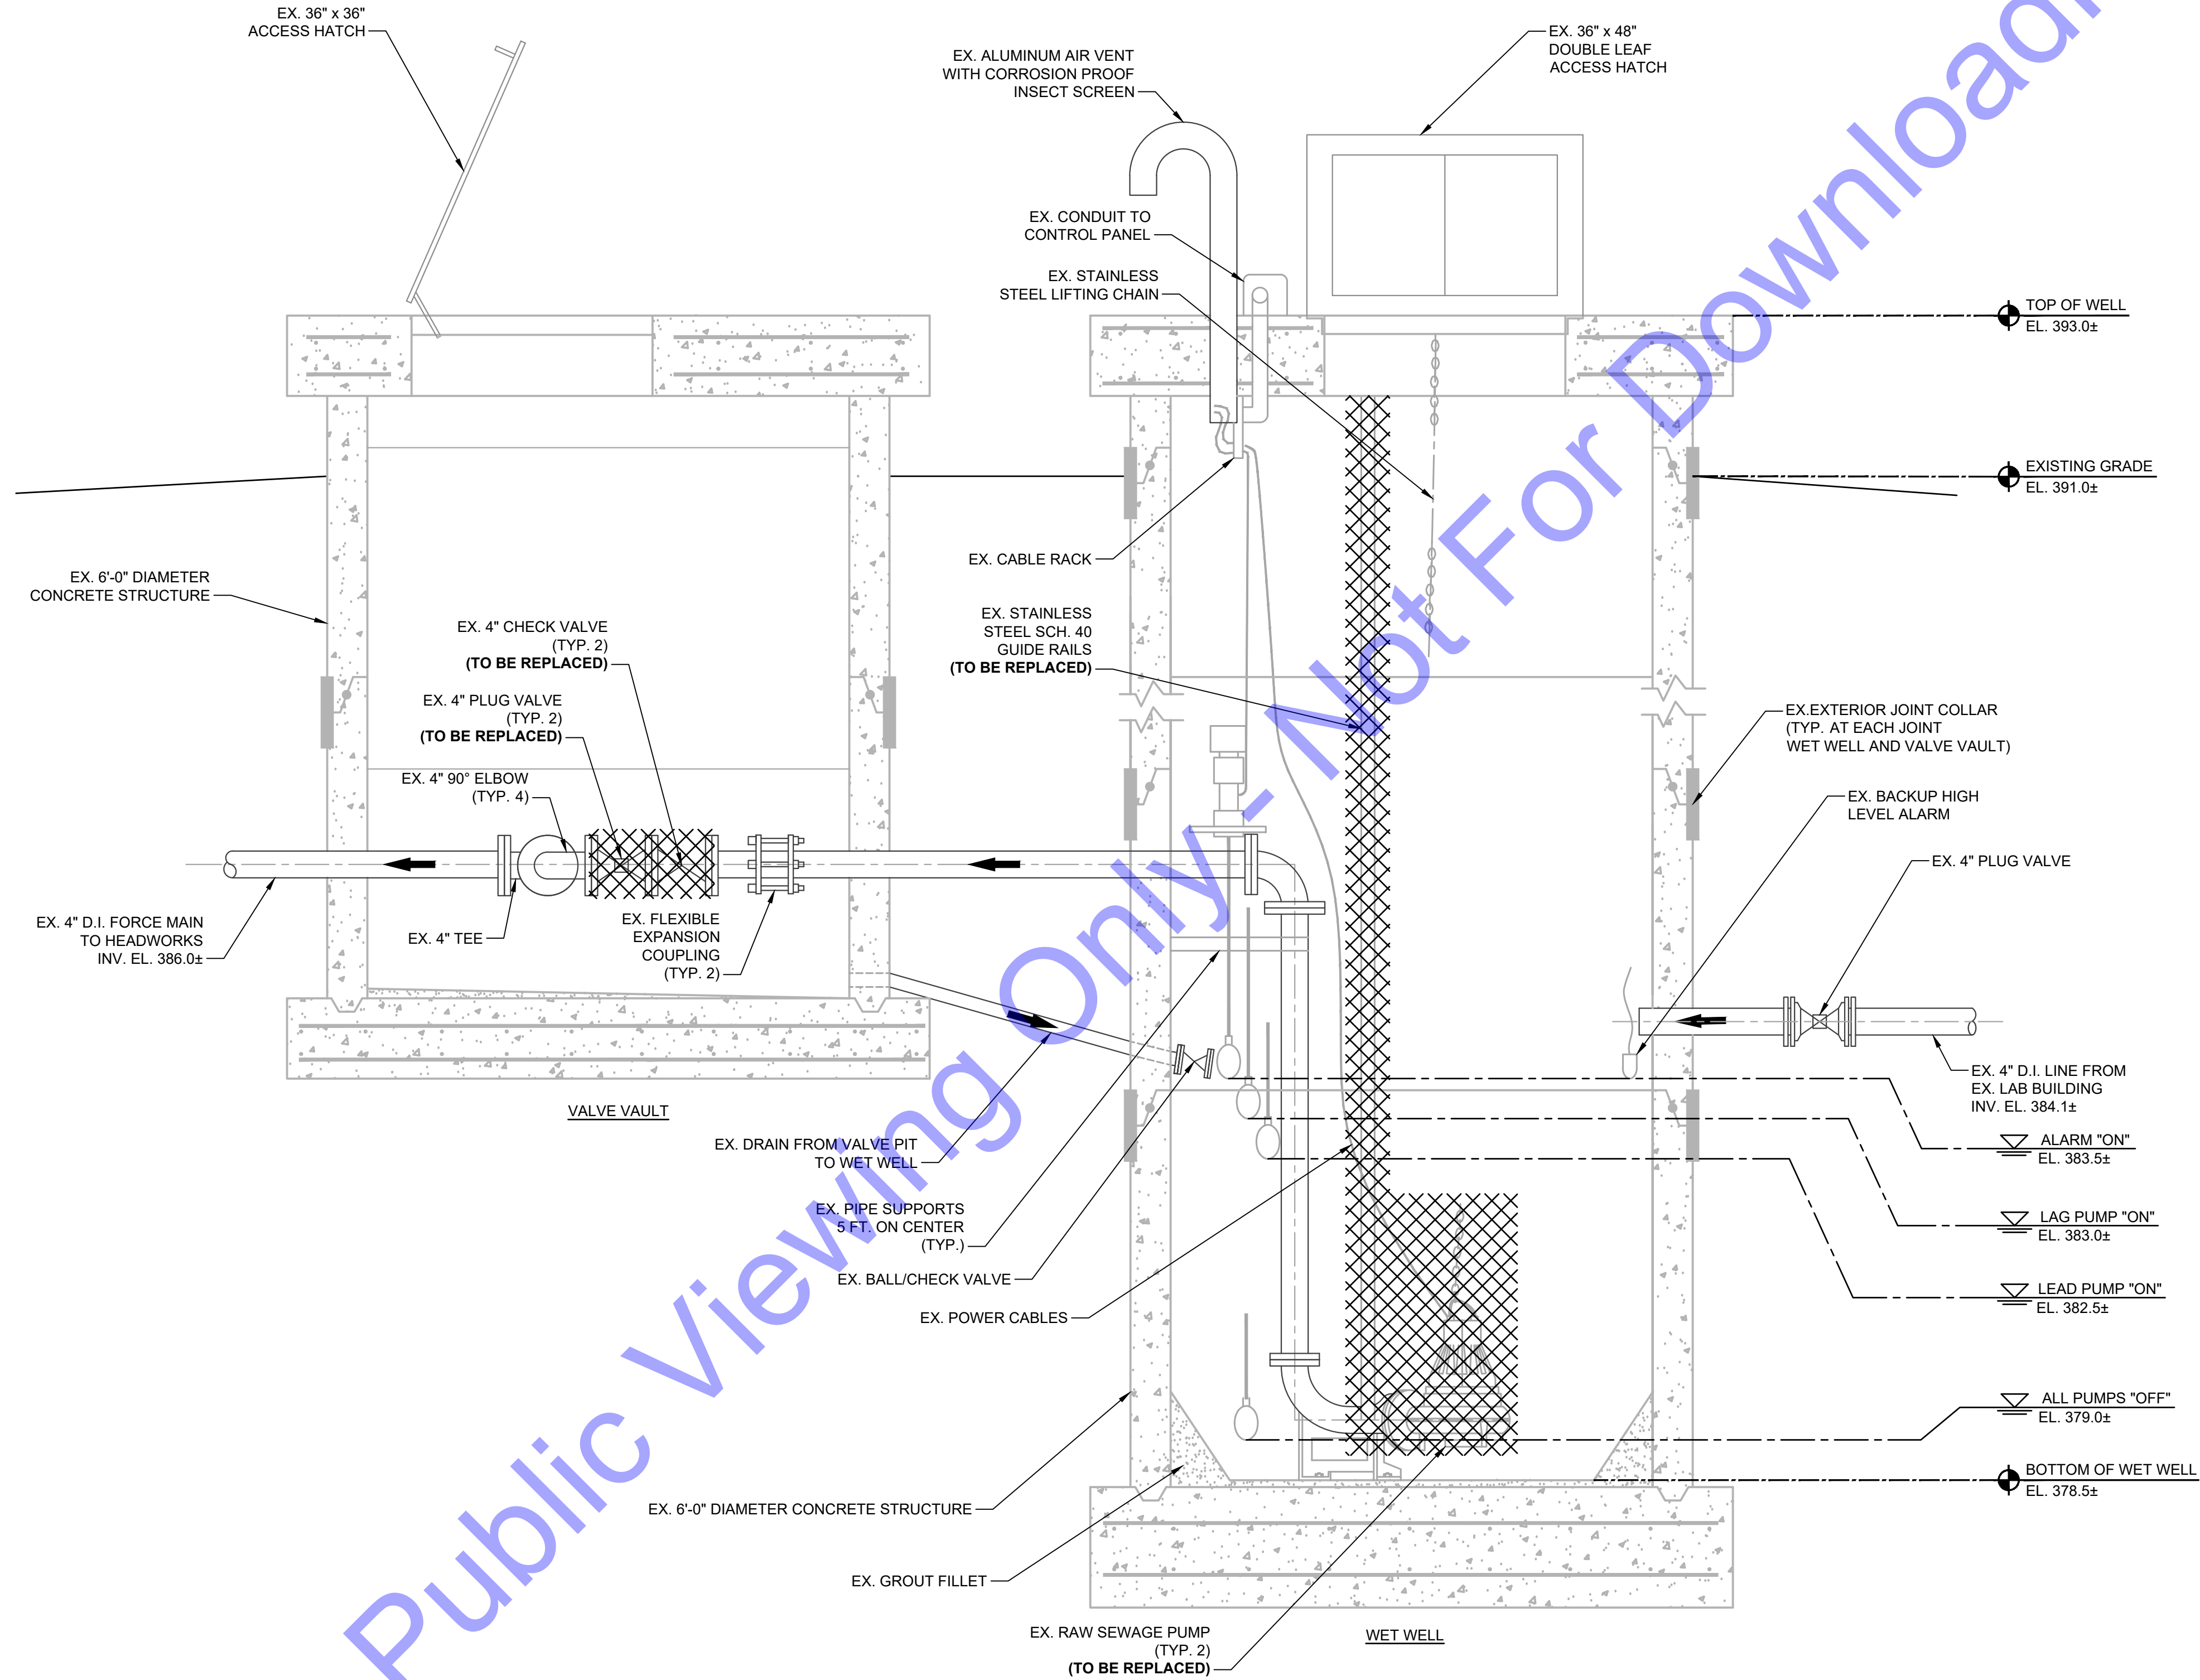 EX. 36" x 36"
ACCESS HATCH
EX. ALUMINUM AIR VENT
WITH CORROSION PROOF
INSECT SCREEN
EX. 36" x 48"
DOUBLE LEAF
ACCESS HATCH
EX. CONDUIT TO
CONTROL PANEL
EX. STAINLESS
STEEL LIFTING CHAIN
TOP OF WELL
EL. 393.0±
EXISTING GRADE
EL. 391.0±
EX. CABLE RACK
EX. 6'-0" DIAMETER
CONCRETE STRUCTURE
EX. 4" CHECK VALVE
(TYP. 2)
(TO BE REPLACED)
EX. STAINLESS
STEEL SCH. 40
GUIDE RAILS
(TO BE REPLACED)
EX. 4" PLUG VALVE
(TYP. 2)
(TO BE REPLACED)
EX.EXTERIOR JOINT COLLAR
(TYP. AT EACH JOINT
WET WELL AND VALVE VAULT)
EX. 4" 90° ELBOW
(TYP. 4)
EX. BACKUP HIGH
LEVEL ALARM
EX. 4" PLUG VALVE
EX. 4" D.I. FORCE MAIN
TO HEADWORKS
INV. EL. 386.0±
EX. 4" TEE
EX. FLEXIBLE
EXPANSION
COUPLING
(TYP. 2)
EX. 4" D.I. LINE FROM
EX. LAB BUILDING
INV. EL. 384.1±
VALVE VAULT
EX. DRAIN FROM VALVE PIT
TO WET WELL
ALARM "ON"
EL. 383.5±
EX. PIPE SUPPORTS
5 FT. ON CENTER
(TYP.)
LAG PUMP "ON"
EL. 383.0±
EX. BALL/CHECK VALVE
LEAD PUMP "ON"
EL. 382.5±
EX. POWER CABLES
ALL PUMPS "OFF"
EL. 379.0±
BOTTOM OF WET WELL
EL. 378.5±
EX. 6'-0" DIAMETER CONCRETE STRUCTURE
EX. GROUT FILLET
EX. RAW SEWAGE PUMP
(TYP. 2)
(TO BE REPLACED)
WET WELL
Public Viewing Only - Not For Download